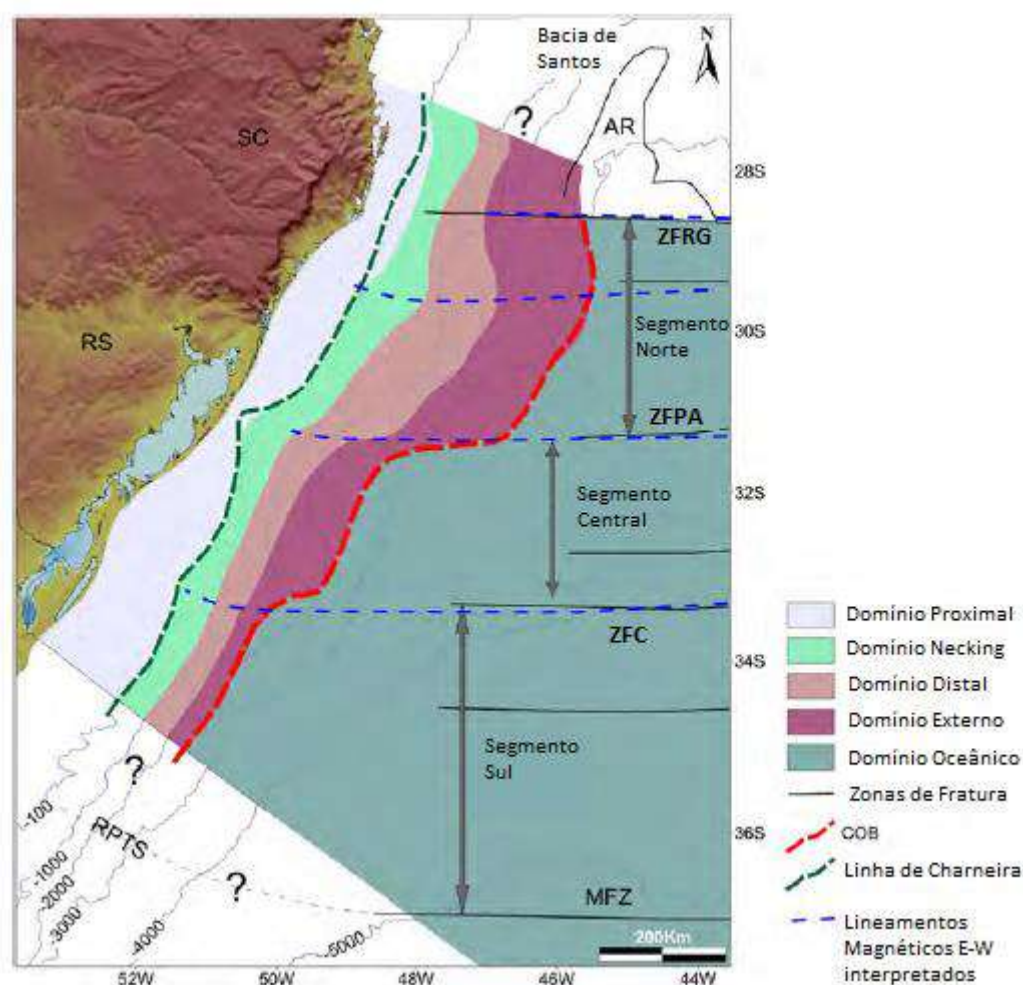 Bacia de
Santos
N
SC
?
AR
28S
ZFRG
RS
Segmento
Norte
30S
ZFPA
Segmento
Central
32S
ZFC
34S
Segmento
Sul
?
-100
-1000
-2000
-3000
-4000
-5000
RPTS
?
MFZ
36S
200Km
52W
50W
48W
46W
44W
Domínio Proximal
Domínio Necking
Domínio Distal
Domínio Externo
Domínio Oceânico
Zonas de Fratura
COB
Linha de Charneira
Lineamentos
Magnéticos E-W
interpretados